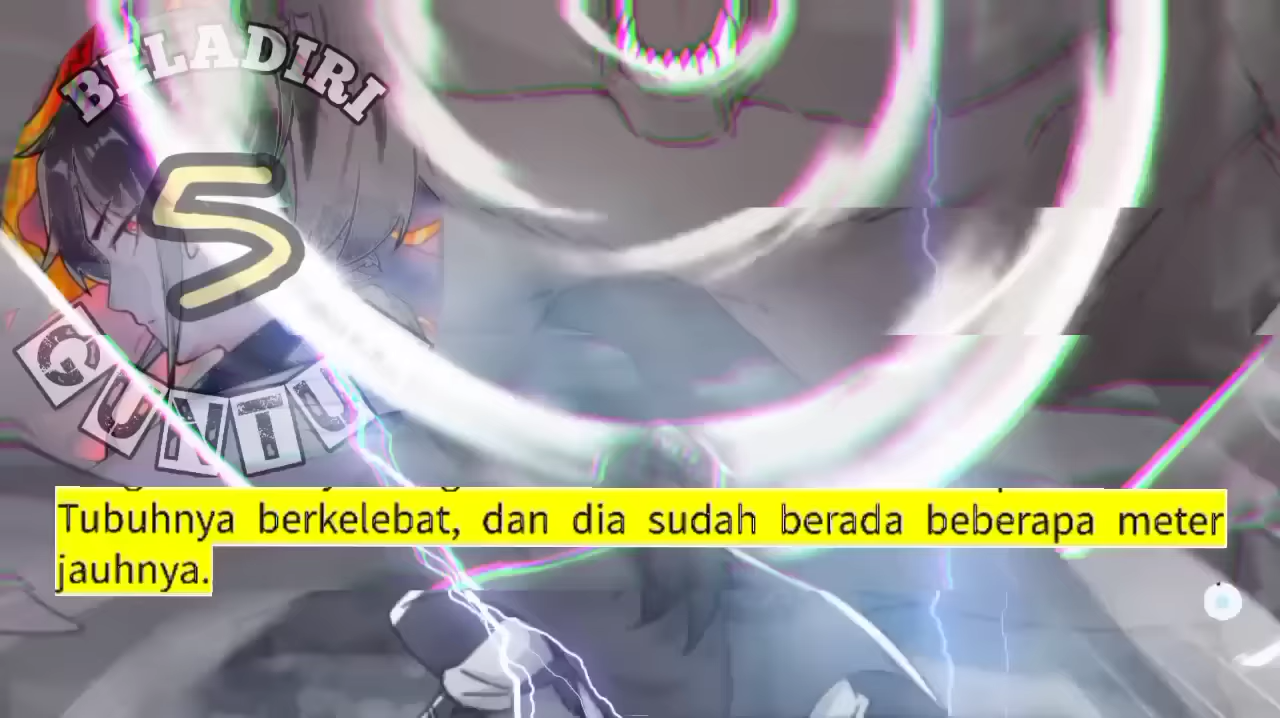 BELADIRI
5
GUNTU
Tubuhnya berkelebat, dan dia sudah berada beberapa meter
jauhnya.